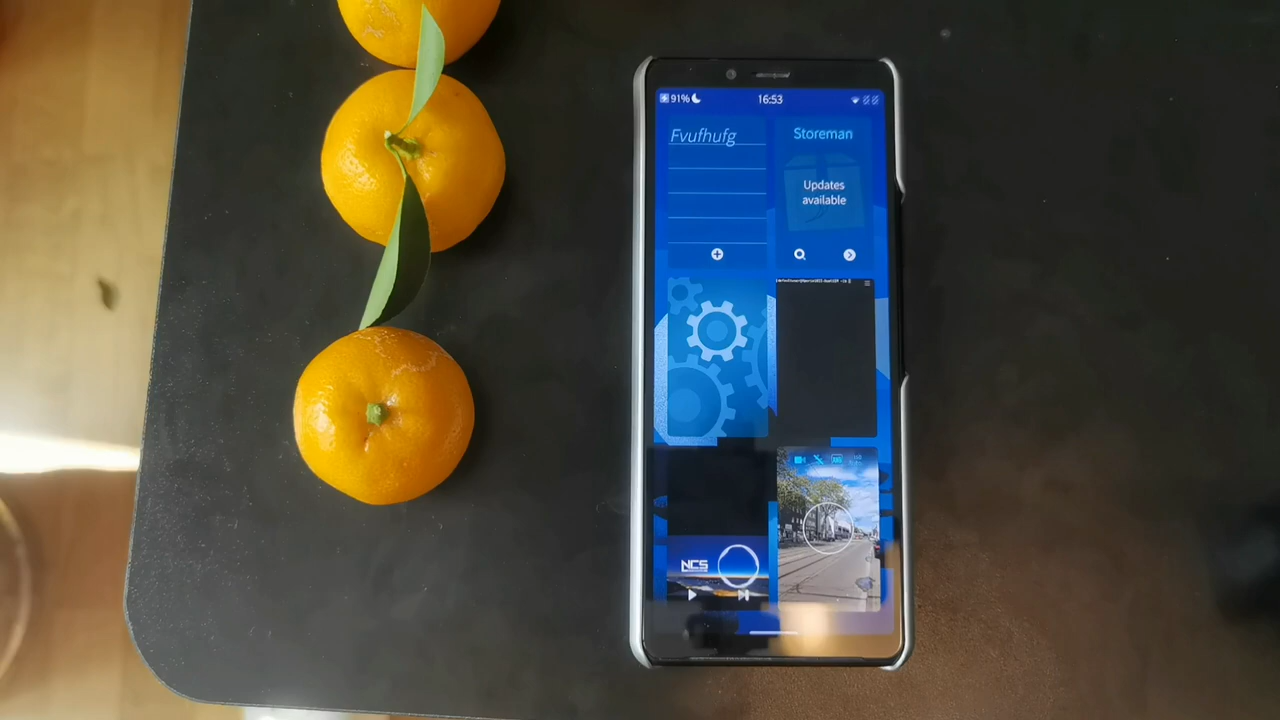 91%
16:53
Fvufhufg
Storeman
Updates
available
NCS